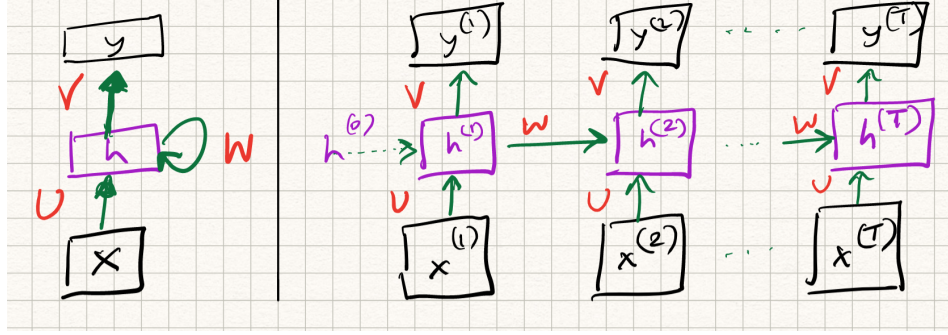 y y⁽¹⁾ y⁽²⁾ y⁽ᵀ⁾
V V V V
h W h⁽⁰⁾ h⁽¹⁾ W h⁽²⁾ W h⁽ᵀ⁾
U U U U
x x⁽¹⁾ x⁽²⁾ x⁽ᵀ⁾